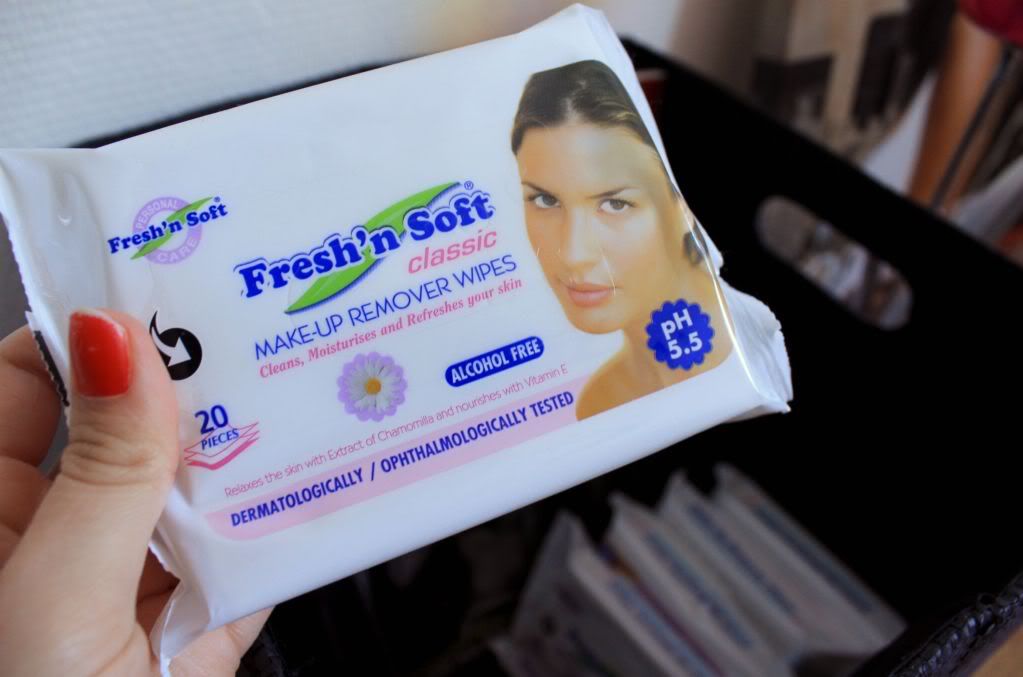 PERSONAL
Fresh'n Soft®
CARE
Fresh'n Soft®
classic
MAKE-UP REMOVER WIPES
Cleans, Moisturises and Refreshes your skin
ALCOHOL FREE
pH
5.5
20
PIECES
Relaxes the skin with Extract of Chamomilla and nourishes with Vitamin E
DERMATOLOGICALLY / OPHTHALMOLOGICALLY TESTED